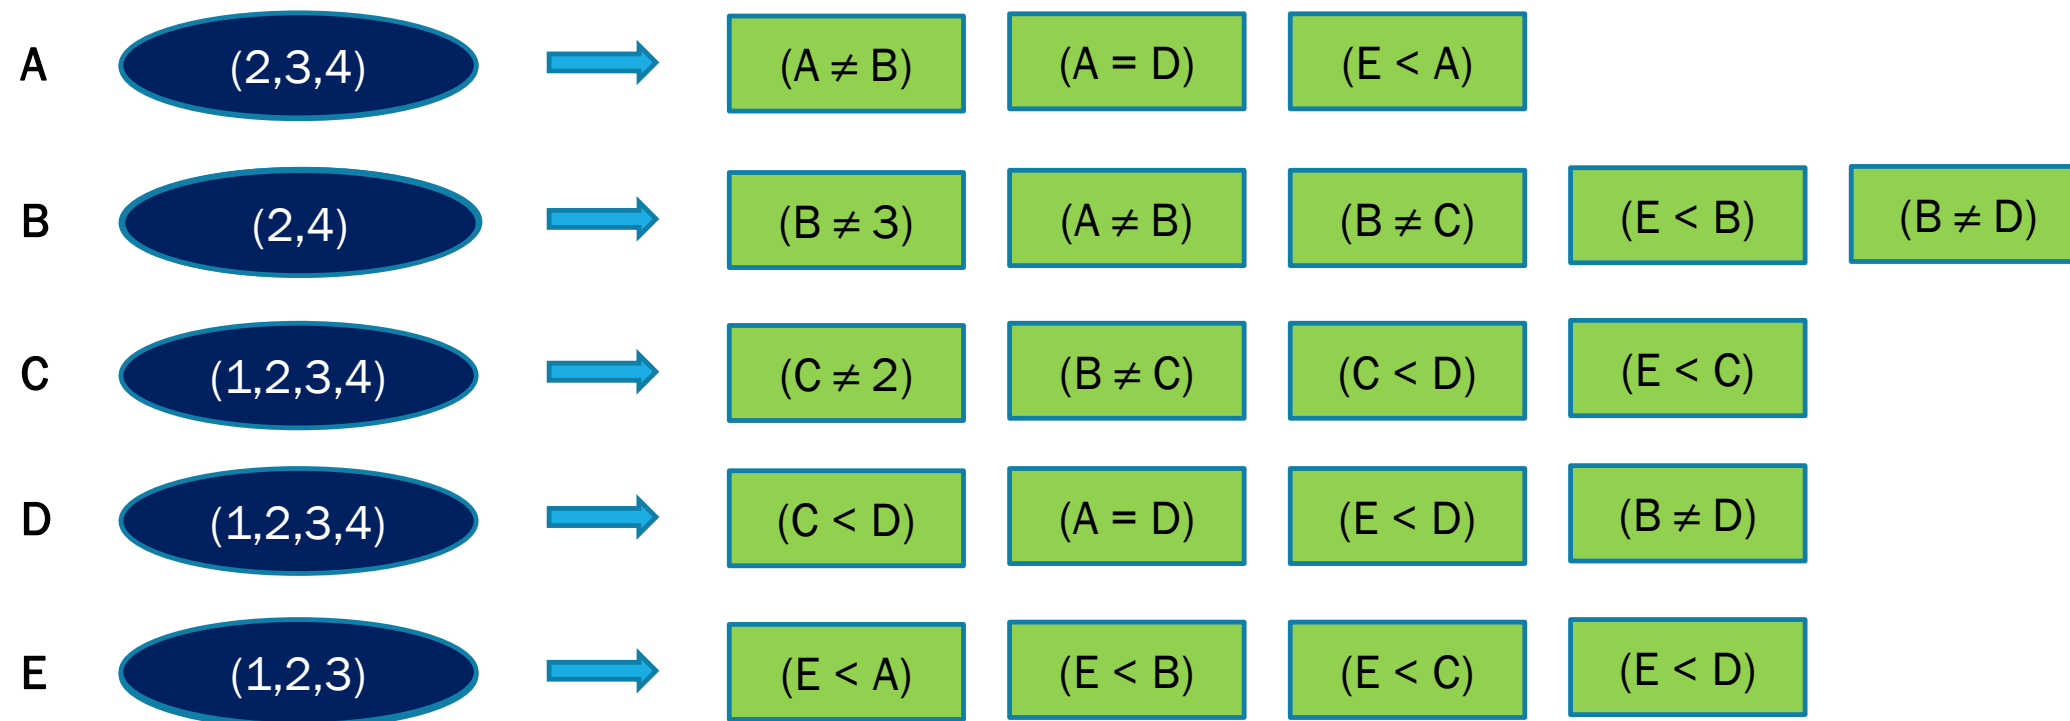 A (2,3,4) (A ≠ B) (A = D) (E < A)
B (2,4) (B ≠ 3) (A ≠ B) (B ≠ C) (E < B) (B ≠ D)
C (1,2,3,4) (C ≠ 2) (B ≠ C) (C < D) (E < C)
D (1,2,3,4) (C < D) (A = D) (E < D) (B ≠ D)
E (1,2,3) (E < A) (E < B) (E < C) (E < D)